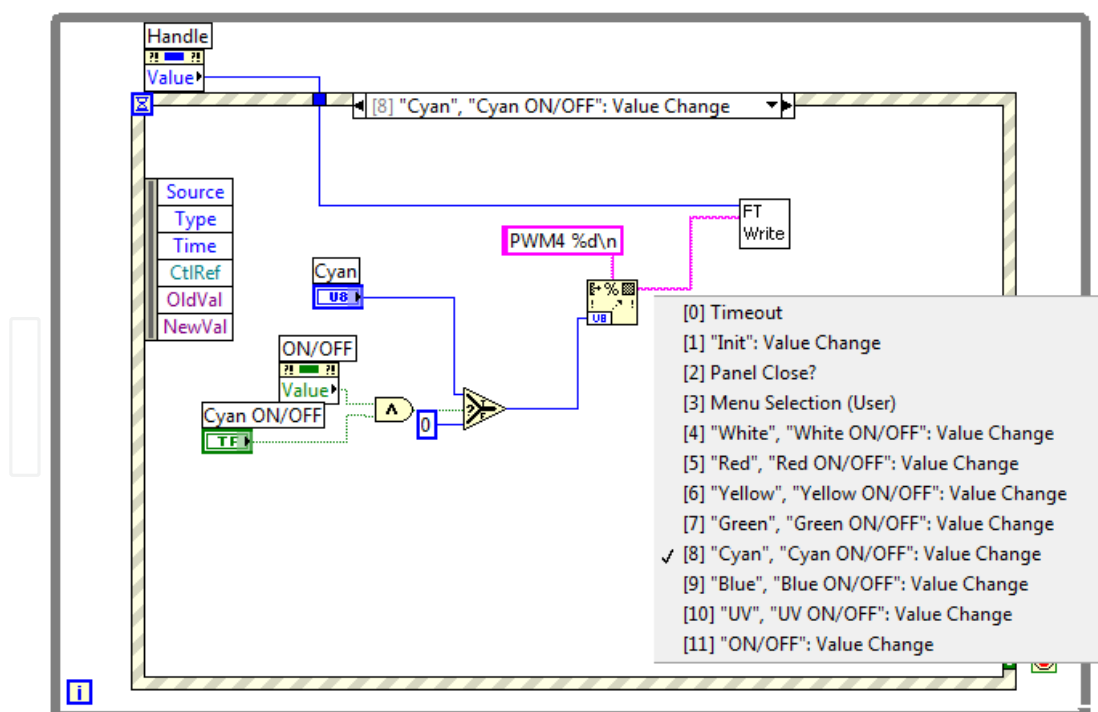 Handle
?! ?!
Value
[8] "Cyan", "Cyan ON/OFF": Value Change
Source
Type
Time
CtlRef
OldVal
NewVal
FT
Write
PWM4 %d\n
Cyan
U8
%
U8
ON/OFF
?! ?!
Value
Cyan ON/OFF
TF
0
?
T
F
[0] Timeout
[1] "Init": Value Change
[2] Panel Close?
[3] Menu Selection (User)
[4] "White", "White ON/OFF": Value Change
[5] "Red", "Red ON/OFF": Value Change
[6] "Yellow", "Yellow ON/OFF": Value Change
[7] "Green", "Green ON/OFF": Value Change
[8] "Cyan", "Cyan ON/OFF": Value Change
[9] "Blue", "Blue ON/OFF": Value Change
[10] "UV", "UV ON/OFF": Value Change
[11] "ON/OFF": Value Change
i